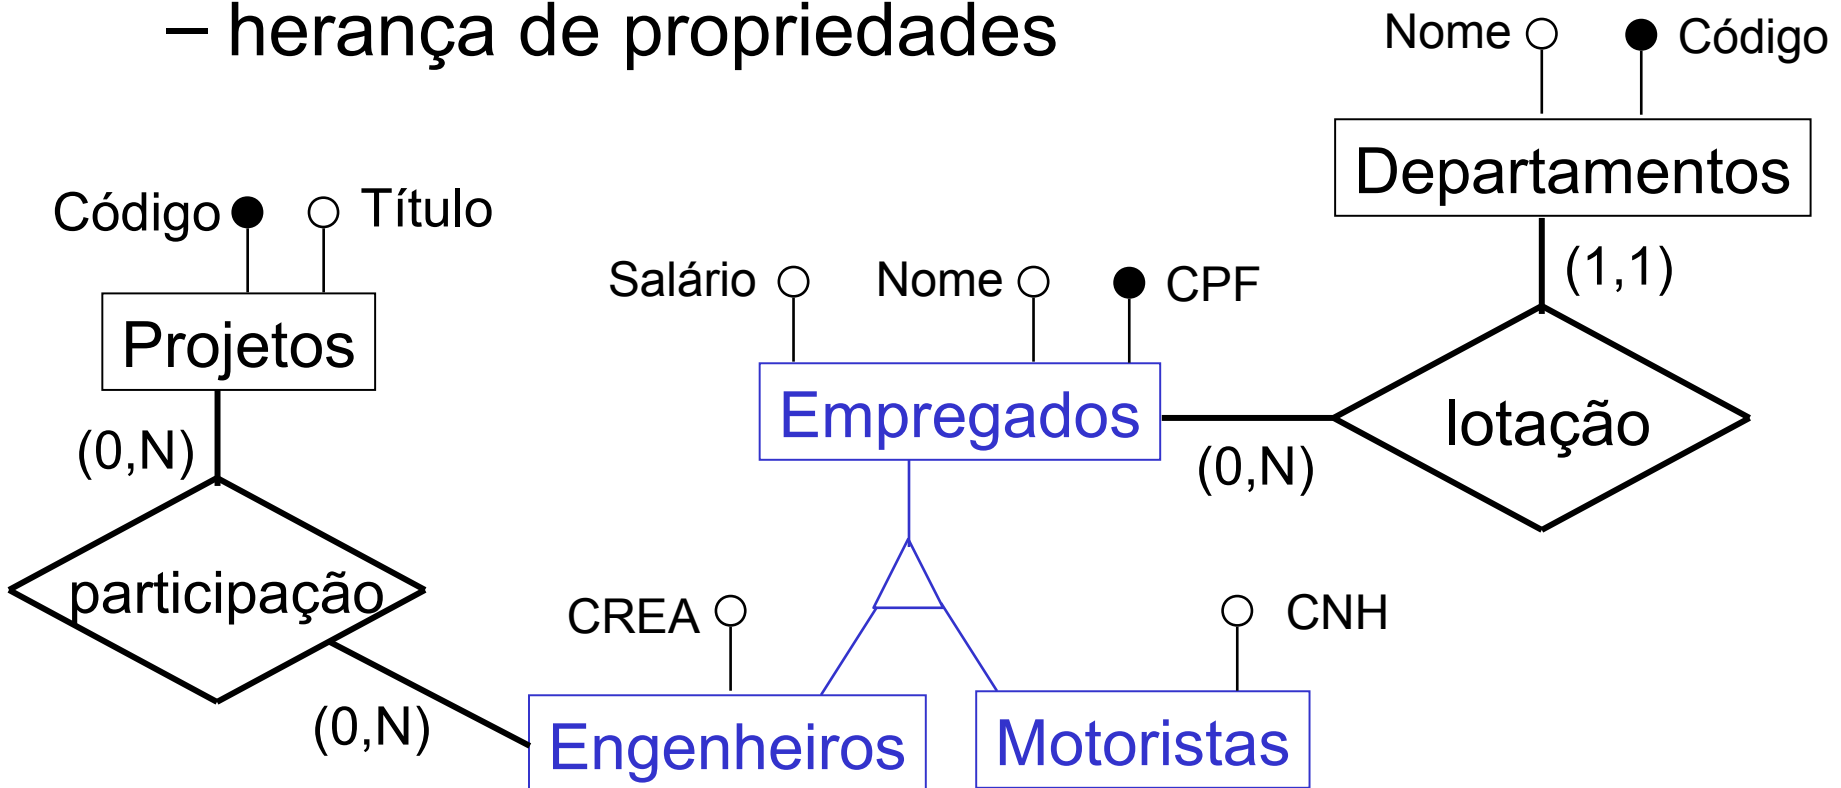 – herança de propriedades
Nome
Código
Departamentos
(1,1)
Código
Título
Projetos
(0,N)
Salário
Nome
CPF
Empregados
(0,N)
lotação
participação
(0,N)
CREA
CNH
Engenheiros
Motoristas